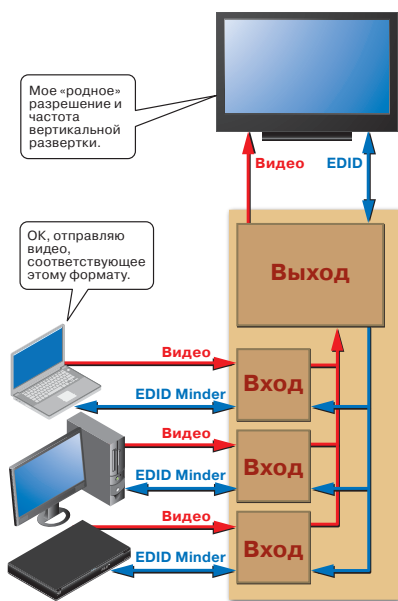 Мое «родное»
разрешение и
частота
вертикальной
развертки.
Видео
EDID
ОК, отправляю
видео,
соответствующее
этому формату.
Выход
Видео
EDID Minder
Вход
Видео
EDID Minder
Вход
Видео
EDID Minder
Вход